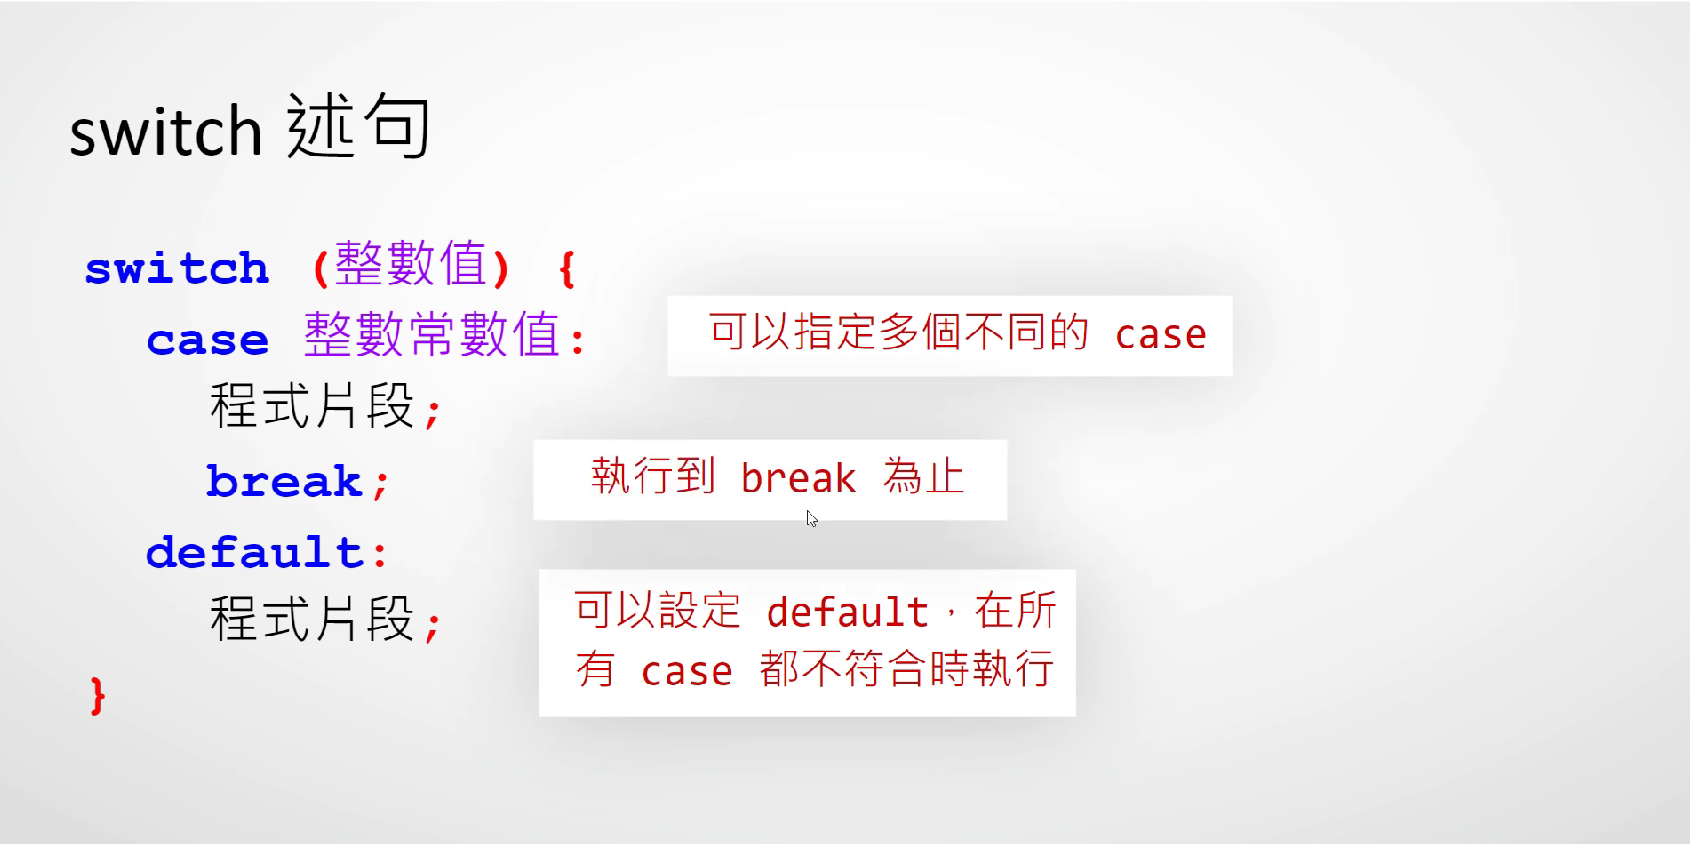 switch 述句
switch (整數值) {
case 整數常數值:
可以指定多個不同的 case
程式片段;
break;
執行到 break 為止
default:
程式片段;
可以設定 default，在所
有 case 都不符合時執行
}